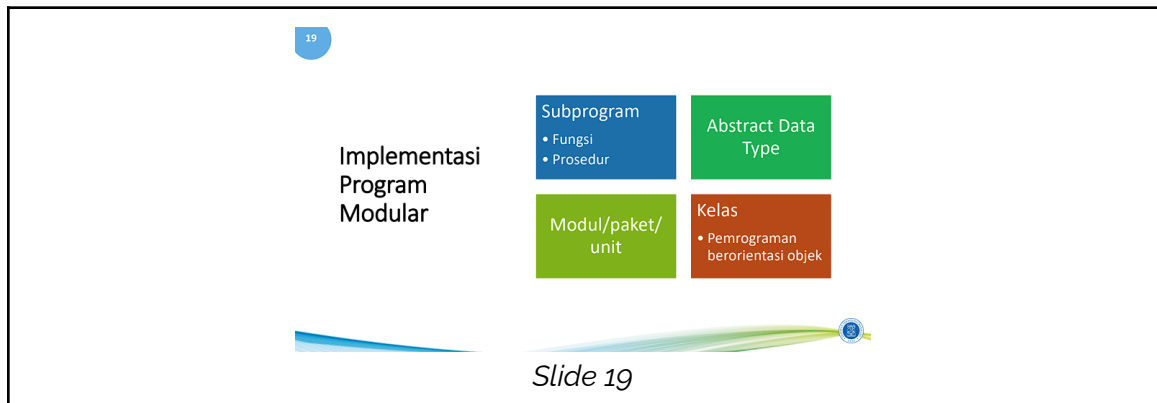 19
Implementasi
Program
Modular
Subprogram
• Fungsi
• Prosedur
Abstract Data
Type
Modul/paket/
unit
Kelas
• Pemrograman
berorientasi objek
Slide 19